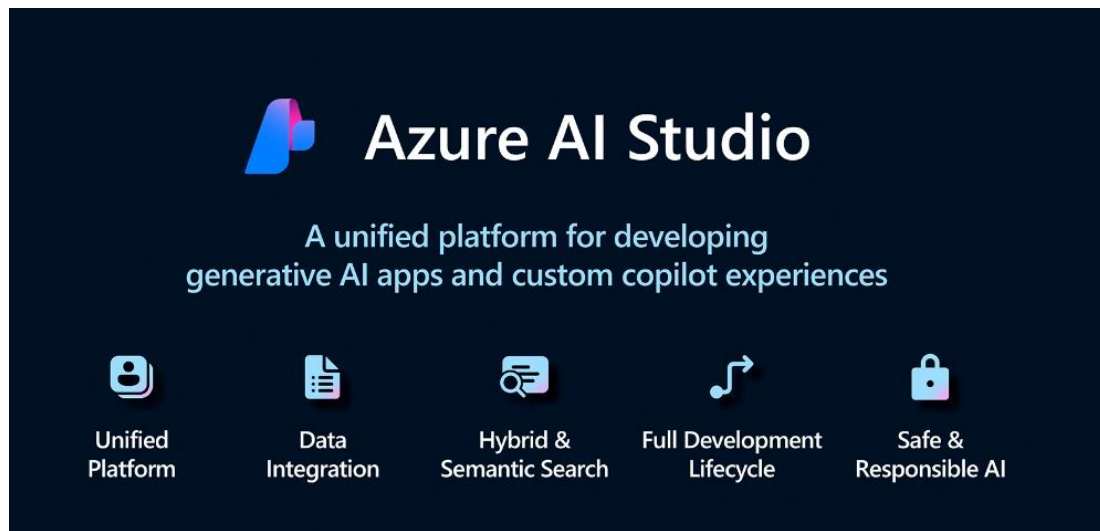 Azure AI Studio
A unified platform for developing
generative AI apps and custom copilot experiences
Unified
Platform
Data
Integration
Hybrid &
Semantic Search
Full Development
Lifecycle
Safe &
Responsible AI